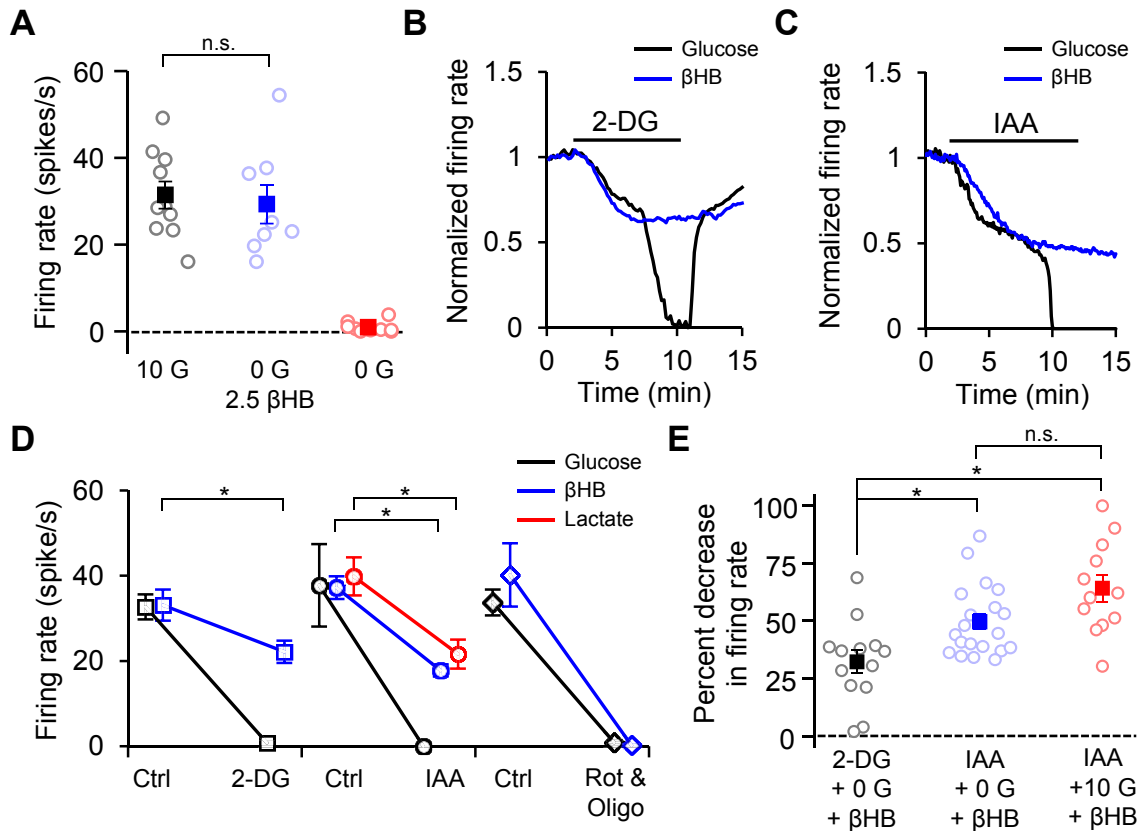 A
n.s.
60
40
20
0
Firing rate (spikes/s)
10 G
0 G
2.5 βHB
0 G
B
Glucose
βHB
1.5
1
0.5
0
Normalized firing rate
2-DG
0
5
10
15
Time (min)
C
Glucose
βHB
1.5
1
0.5
0
Normalized firing rate
IAA
0
5
10
15
Time (min)
D
Glucose
βHB
Lactate
60
40
20
0
Firing rate (spike/s)
*
*
*
Ctrl
2-DG
Ctrl
IAA
Ctrl
Rot &
Oligo
E
n.s.
*
*
100
75
50
25
0
Percent decrease
in firing rate
2-DG
+ 0 G
+ βHB
IAA
+ 0 G
+ βHB
IAA
+10 G
+ βHB